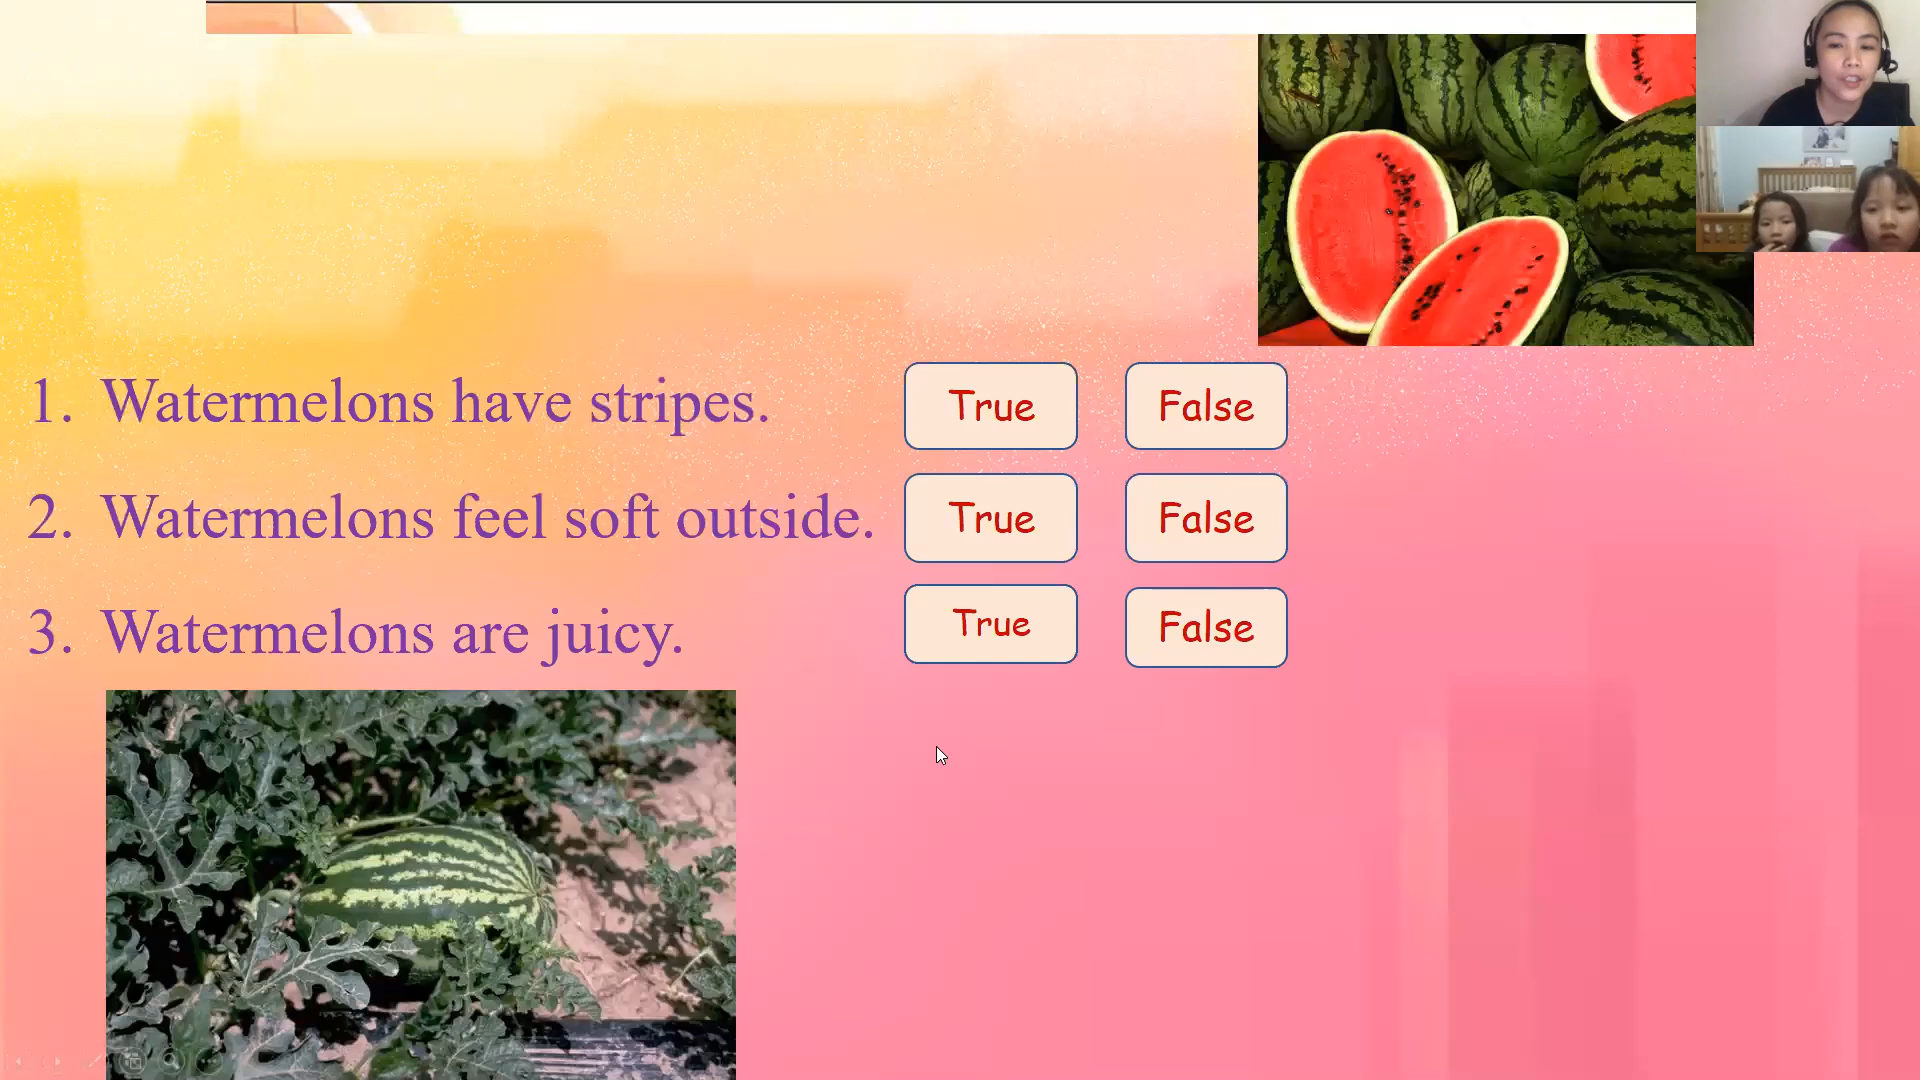 1. Watermelons have stripes. True False
2. Watermelons feel soft outside. True False
3. Watermelons are juicy. True False